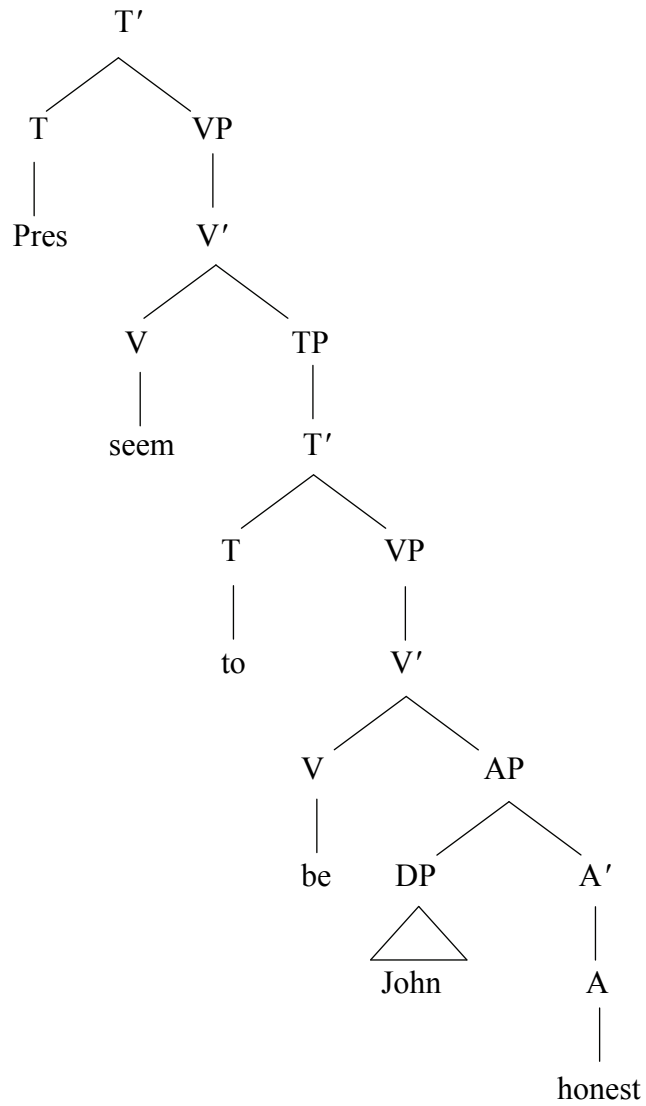 T′
T VP
Pres V′
V TP
seem T′
T VP
to V′
V AP
be DP A′
John A
honest